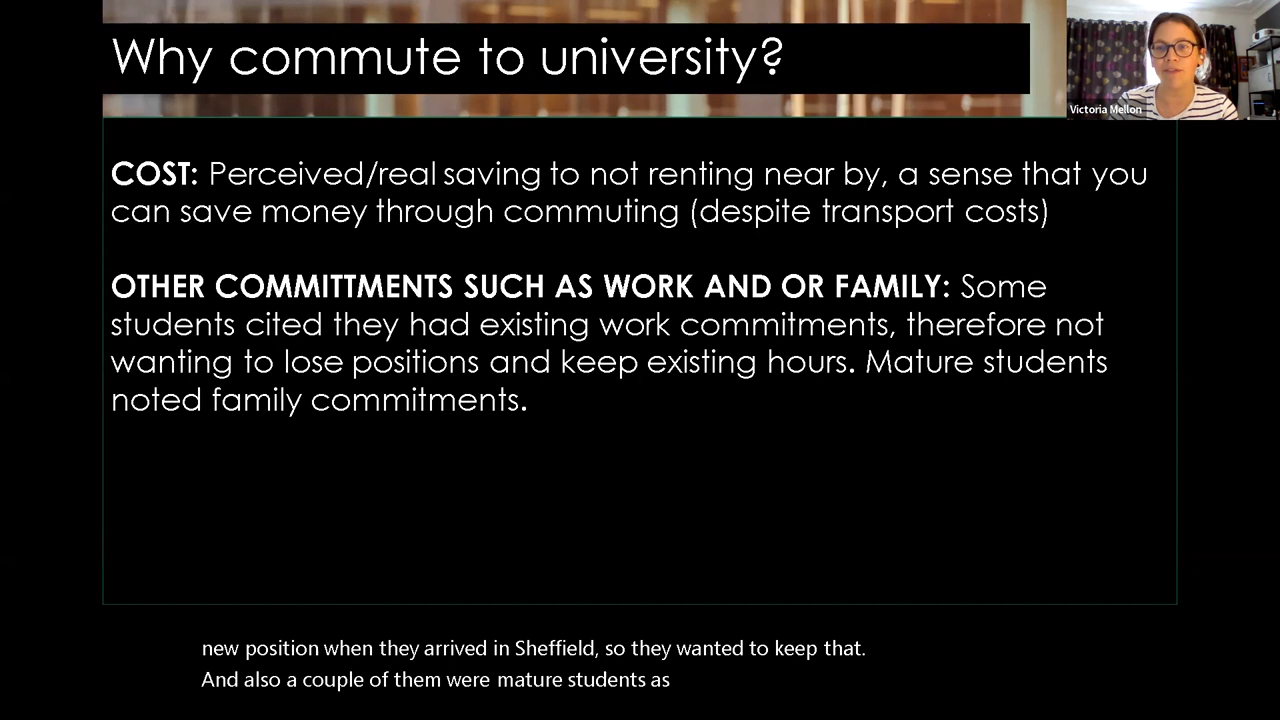 Why commute to university?
Victoria Mellon
COST: Perceived/real saving to not renting near by, a sense that you
can save money through commuting (despite transport costs)
OTHER COMMITTMENTS SUCH AS WORK AND OR FAMILY: Some
students cited they had existing work commitments, therefore not
wanting to lose positions and keep existing hours. Mature students
noted family commitments.
new position when they arrived in Sheffield, so they wanted to keep that.
And also a couple of them were mature students as